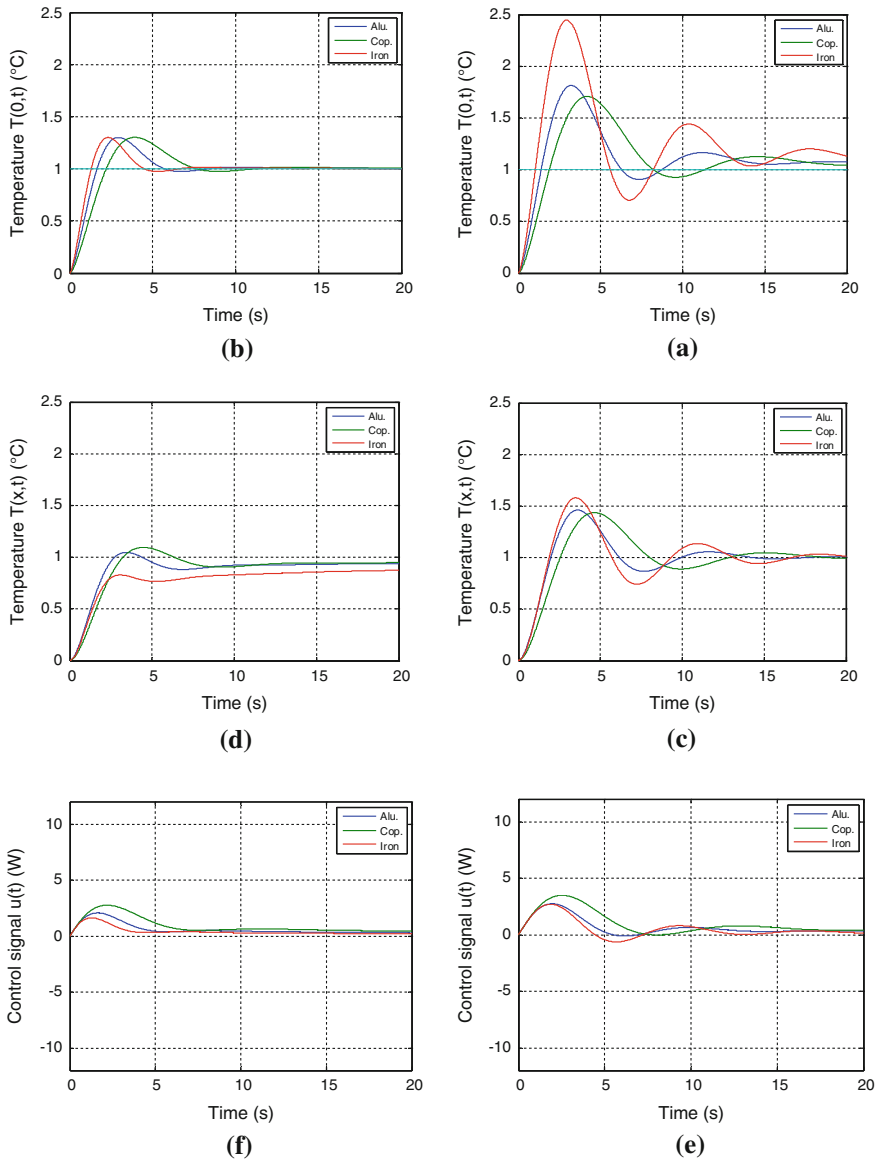 2.5
2
1.5
1
0.5
0
Temperature T(0,t) (°C)
Alu.
Cop.
Iron
0 5 10 15 20
Time (s)
(b)
2.5
2
1.5
1
0.5
0
Temperature T(0,t) (°C)
Alu.
Cop.
Iron
0 5 10 15 20
Time (s)
(a)
2.5
2
1.5
1
0.5
0
Temperature T(x,t) (°C)
Alu.
Cop.
Iron
0 5 10 15 20
Time (s)
(d)
2.5
2
1.5
1
0.5
0
Temperature T(x,t) (°C)
Alu.
Cop.
Iron
0 5 10 15 20
Time (s)
(c)
10
5
0
-5
-10
Control signal u(t) (W)
Alu.
Cop.
Iron
0 5 10 15 20
Time (s)
(f)
10
5
0
-5
-10
Control signal u(t) (W)
Alu.
Cop.
Iron
0 5 10 15 20
Time (s)
(e)